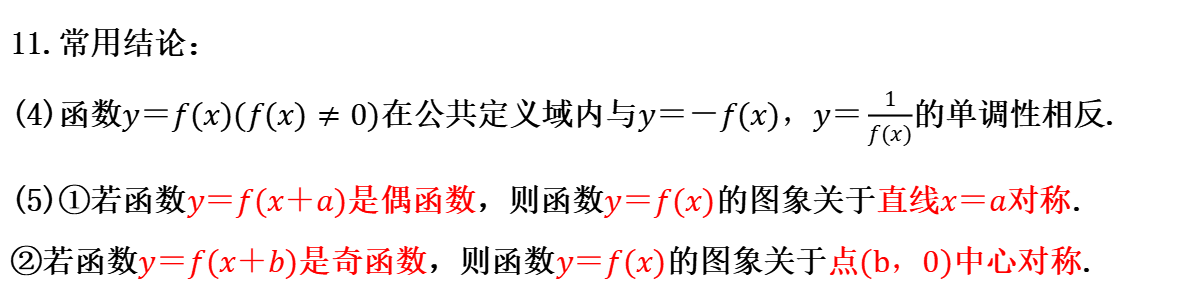 11.常用结论：
(4)函数y＝f(x)(f(x) ≠ 0)在公共定义域内与y＝－f(x)，y＝1/f(x)的单调性相反.
(5)①若函数y＝f(x＋a)是偶函数，则函数y＝f(x)的图象关于直线x＝a对称.
②若函数y＝f(x＋b)是奇函数，则函数y＝f(x)的图象关于点(b，0)中心对称.